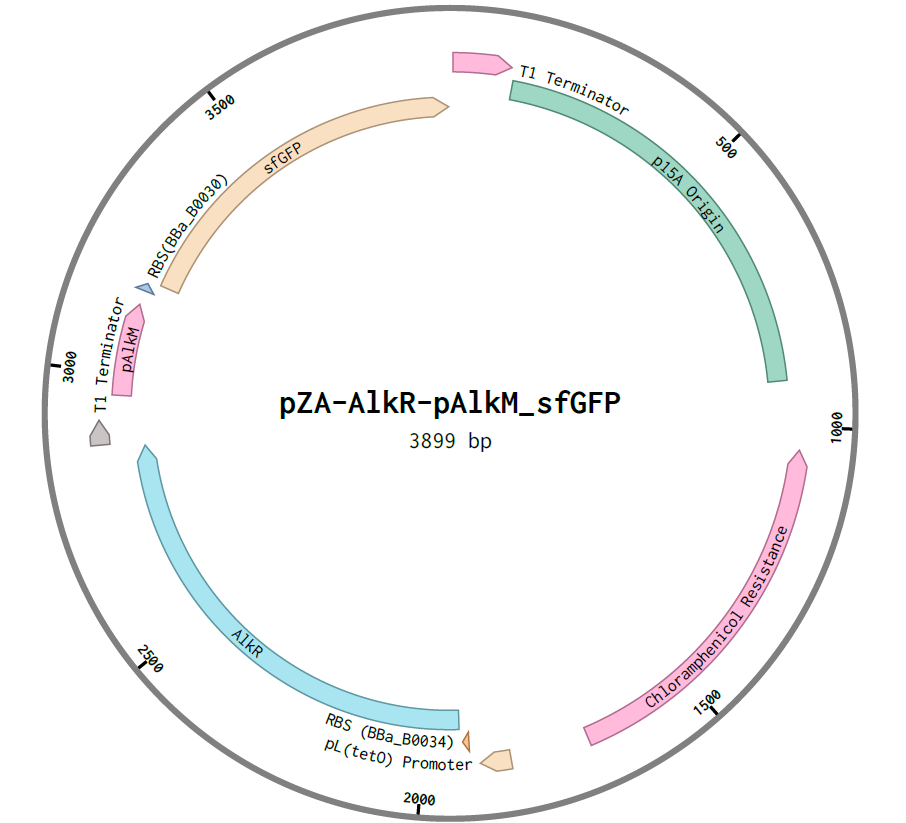 T1 Terminator
p15A Origin
500
1000
Chloramphenicol Resistance
1500
2000
pL(tetO) Promoter
RBS (BBa_B0034)
AlkR
2500
T1 Terminator
3000
pAlkM
RBS(BBa_B0030)
sfGFP
3500
pZA-AlkR-pAlkM_sfGFP
3899 bp